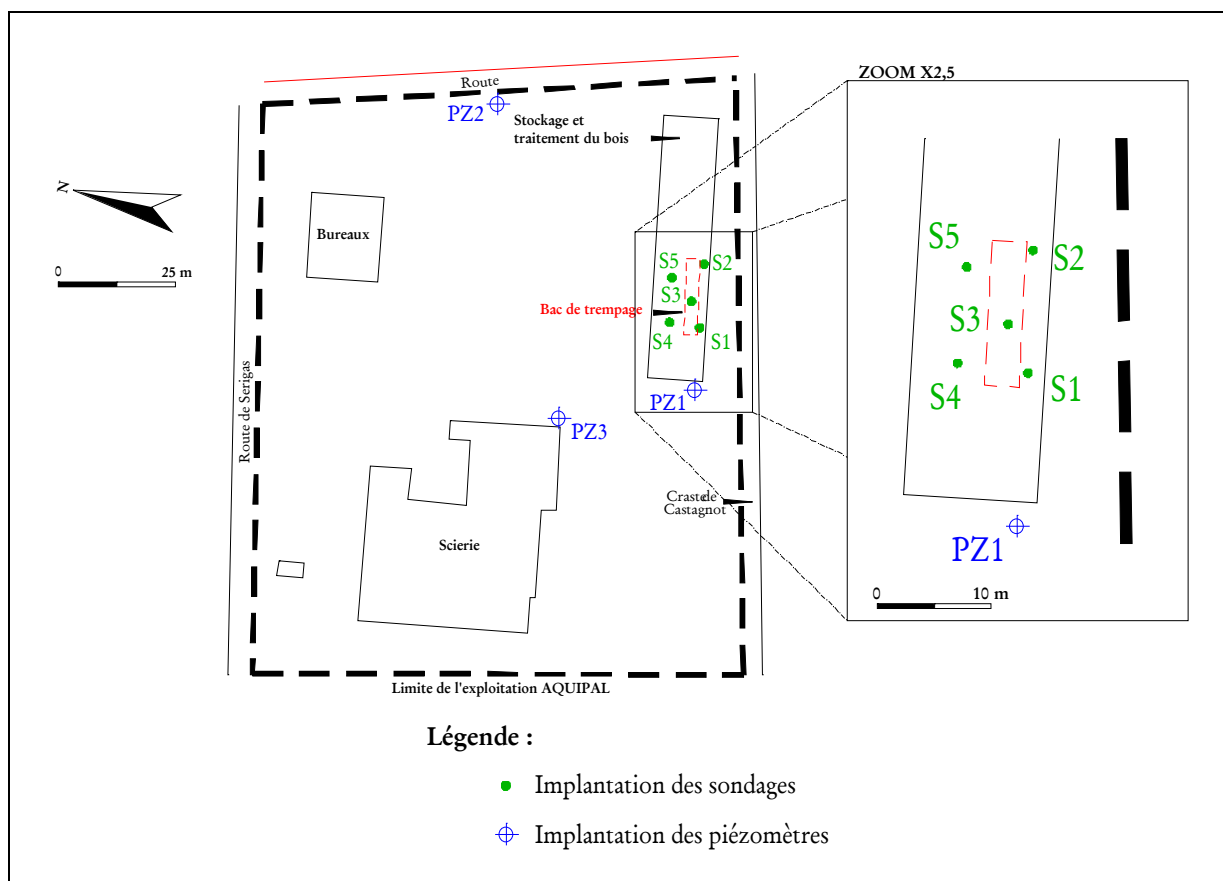 ZOOM X2,5
Route
PZ2
Stockage et
traitement du bois
N
Bureaux
0 25 m
S5
S2
S3
Bac de trempage
S4
S1
PZ1
PZ3
Route de Serigas
Craste de
Castagnot
Scierie
Limite de l'exploitation AQUIPAL
S5
S2
S3
S4
S1
PZ1
0 10 m
Légende :
Implantation des sondages
Implantation des piézomètres